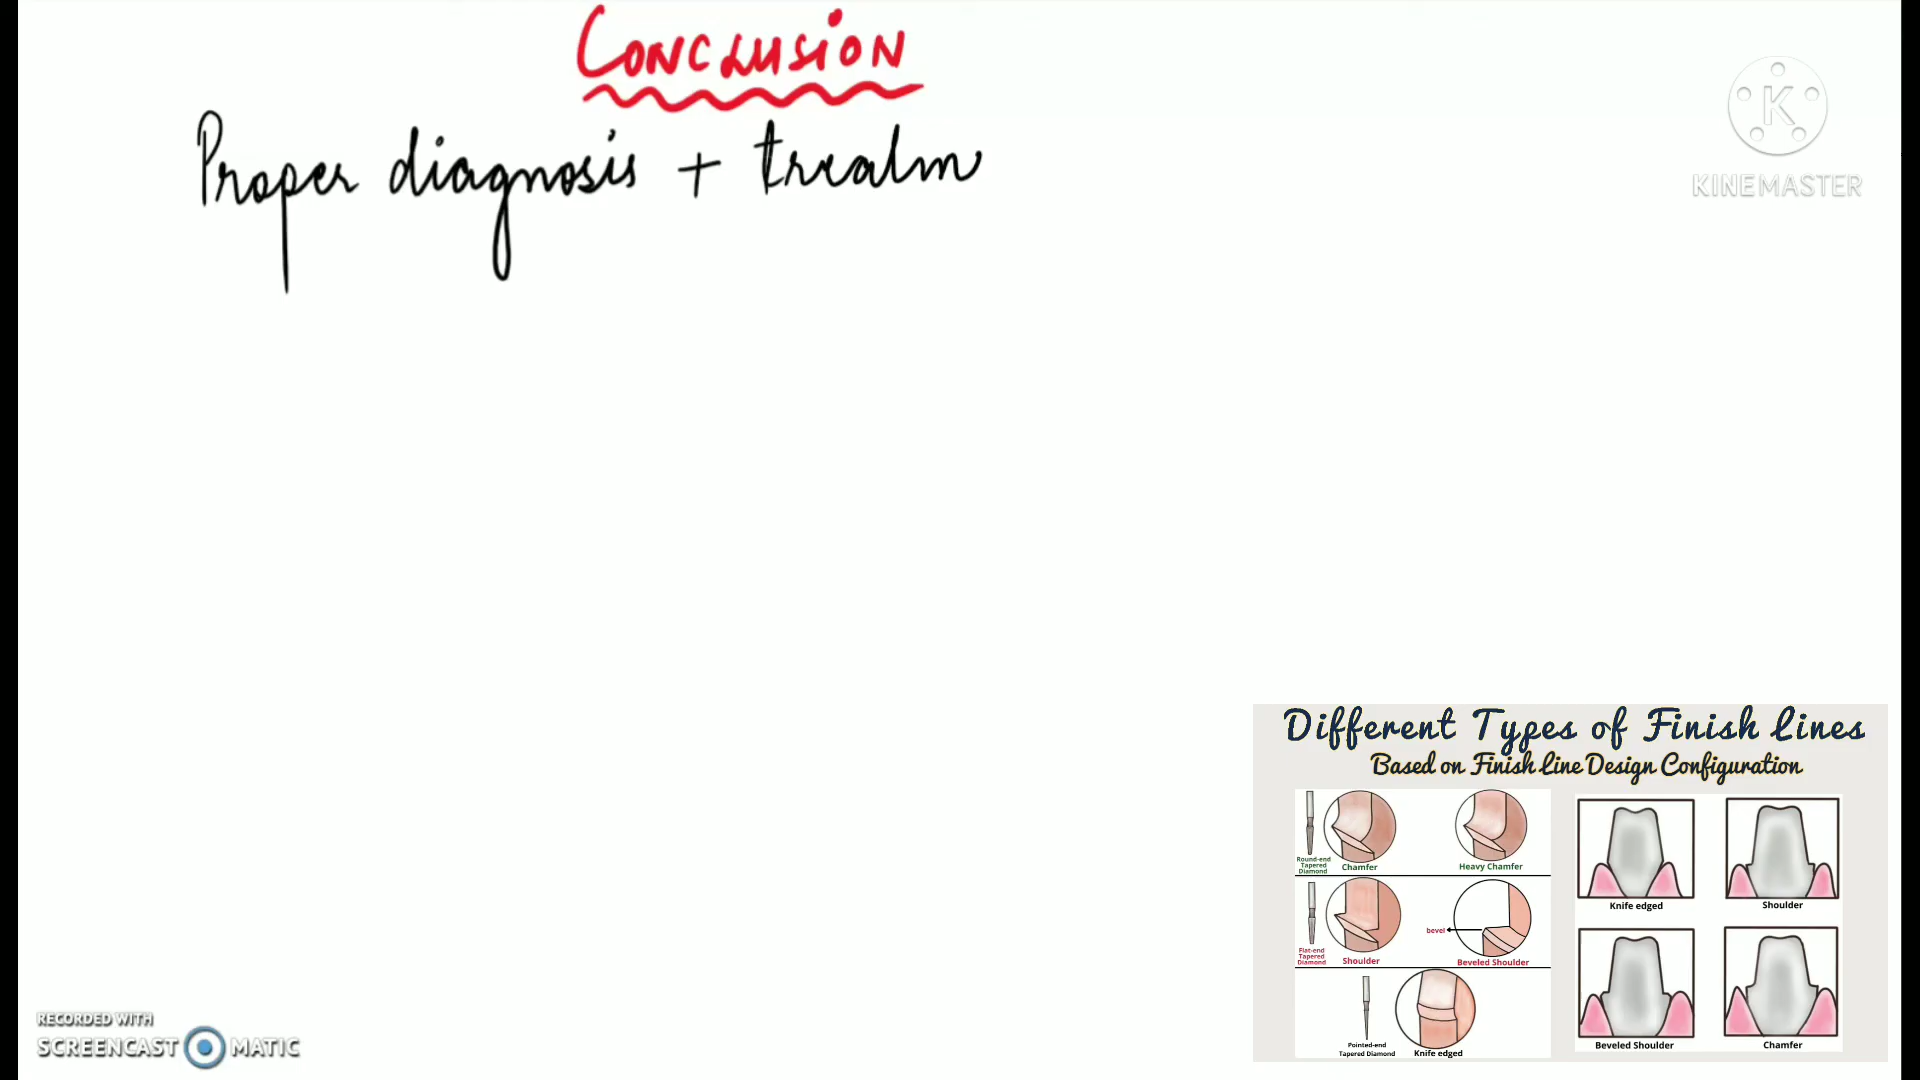 Conclusion
Proper diagnosis + trealm
K
KINEMASTER
Different Types of Finish Lines
Based on Finish Line Design Configuration
Round-end
Tapered
Diamond
Chamfer
Heavy Chamfer
Flat-end
Tapered
Diamond
Shoulder
bevel
Beveled Shoulder
Pointed-end
Tapered Diamond
Knife edged
Knife edged
Shoulder
Beveled Shoulder
Chamfer
RECORDED WITH
SCREENCAST MATIC